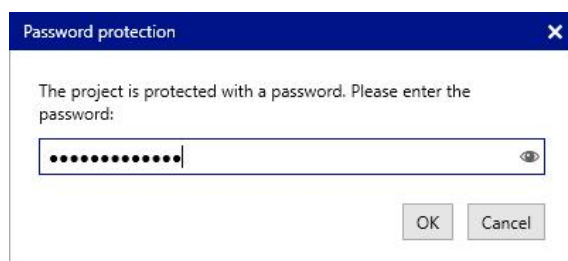 Password protection
The project is protected with a password. Please enter the
password:
•••••••••••••
OK Cancel